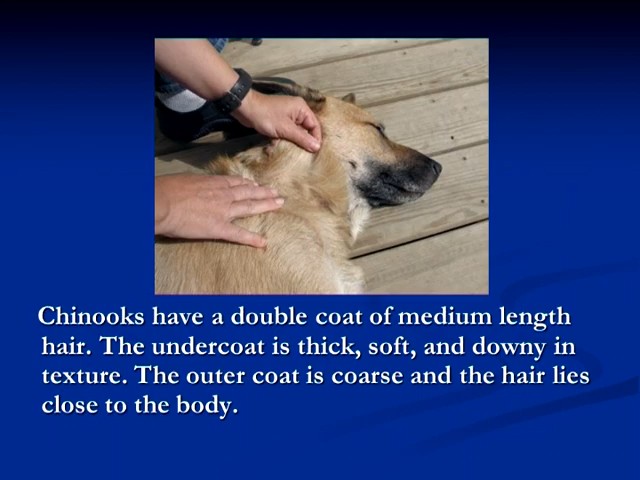 Chinooks have a double coat of medium length
hair. The undercoat is thick, soft, and downy in
texture. The outer coat is coarse and the hair lies
close to the body.